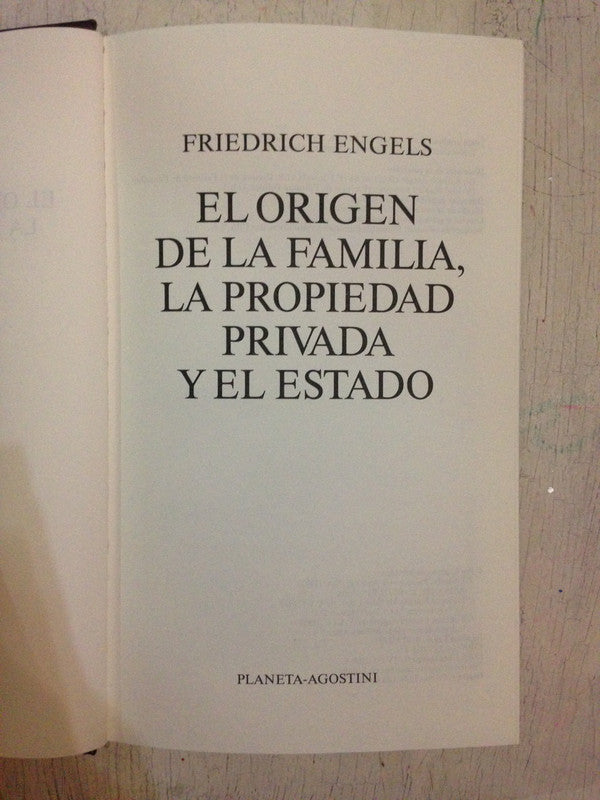 FRIEDRICH ENGELS
EL ORIGEN
DE LA FAMILIA,
LA PROPIEDAD
PRIVADA
Y EL ESTADO
PLANETA-AGOSTINI